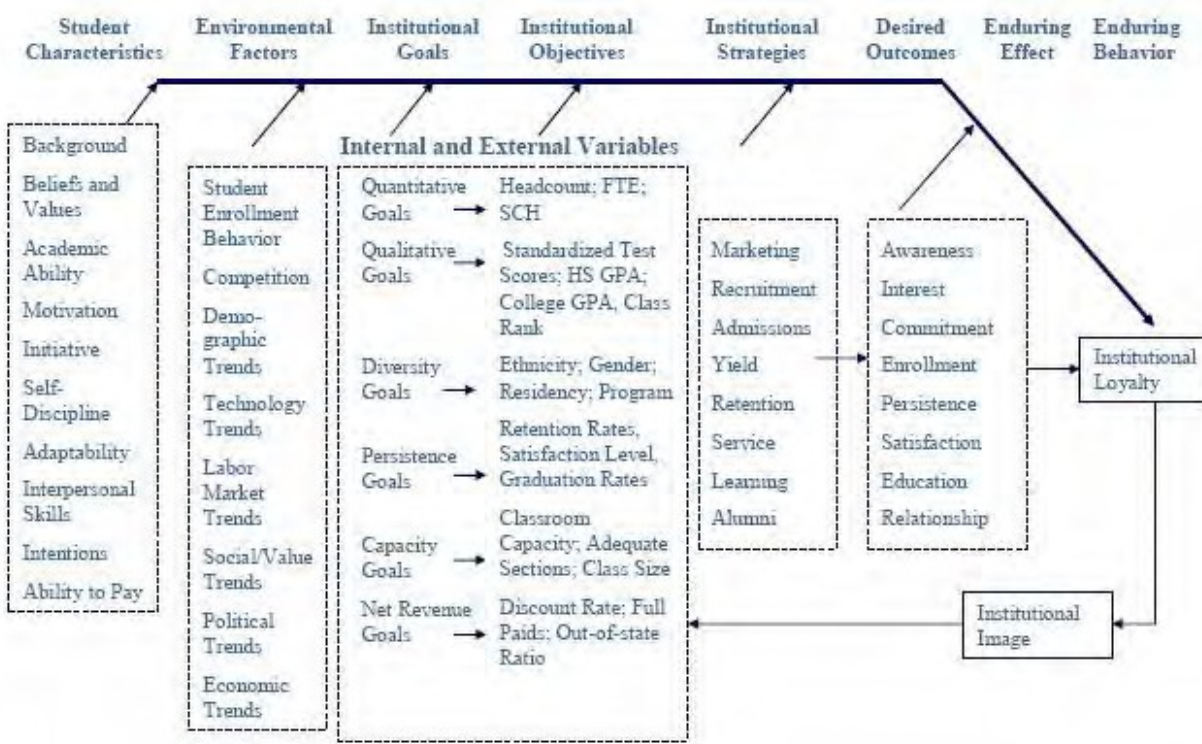 Student
Characteristics
Environmental
Factors
Institutional
Goals
Institutional
Objectives
Institutional
Strategies
Desired
Outcomes
Enduring
Effect
Enduring
Behavior
Background
Beliefs and
Values
Academic
Ability
Motivation
Initiative
Self-
Discipline
Adaptability
Interpersonal
Skills
Intentions
Ability to Pay
Student
Enrollment
Behavior
Competition
Demo-
graphic
Trends
Technology
Trends
Labor
Market
Trends
Social/Value
Trends
Political
Trends
Economic
Trends
Internal and External Variables
Quantitative
Goals
Headcount; FTE;
SCH
Qualitative
Goals
Standardized Test
Scores; HS GPA;
College GPA, Class
Rank
Diversity
Goals
Ethnicity; Gender;
Residency; Program
Persistence
Goals
Retention Rates,
Satisfaction Level,
Graduation Rates
Capacity
Goals
Classroom
Capacity; Adequate
Sections; Class Size
Net Revenue
Goals
Discount Rate; Full
Paids; Out-of-state
Ratio
Marketing
Recruitment
Admissions
Yield
Retention
Service
Learning
Alumni
Awareness
Interest
Commitment
Enrollment
Persistence
Satisfaction
Education
Relationship
Institutional
Loyalty
Institutional
Image